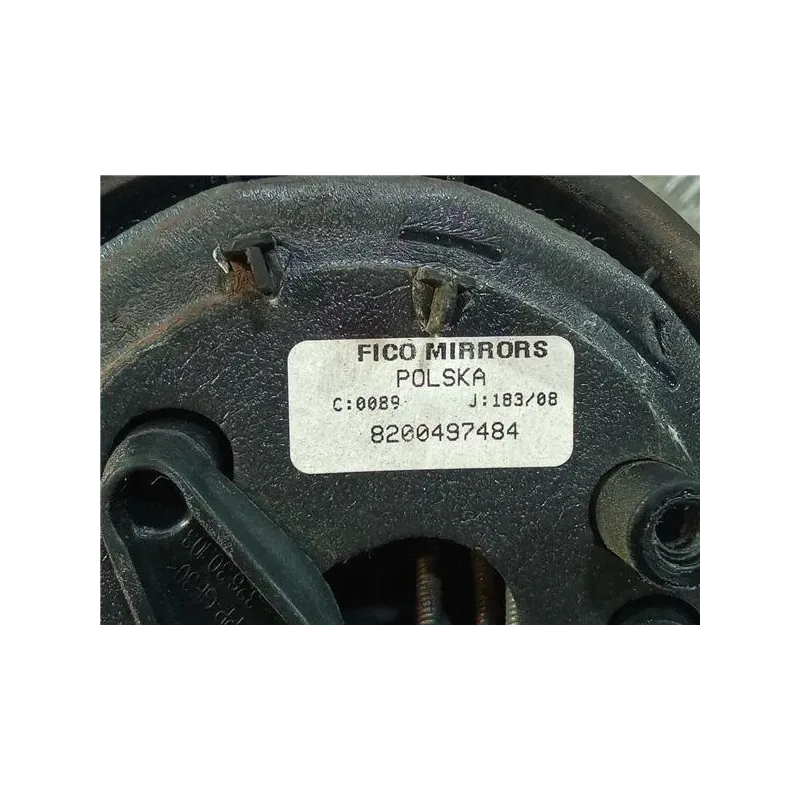 FICO MIRRORS
POLSKA
C:0089 J:183/08
8200497484